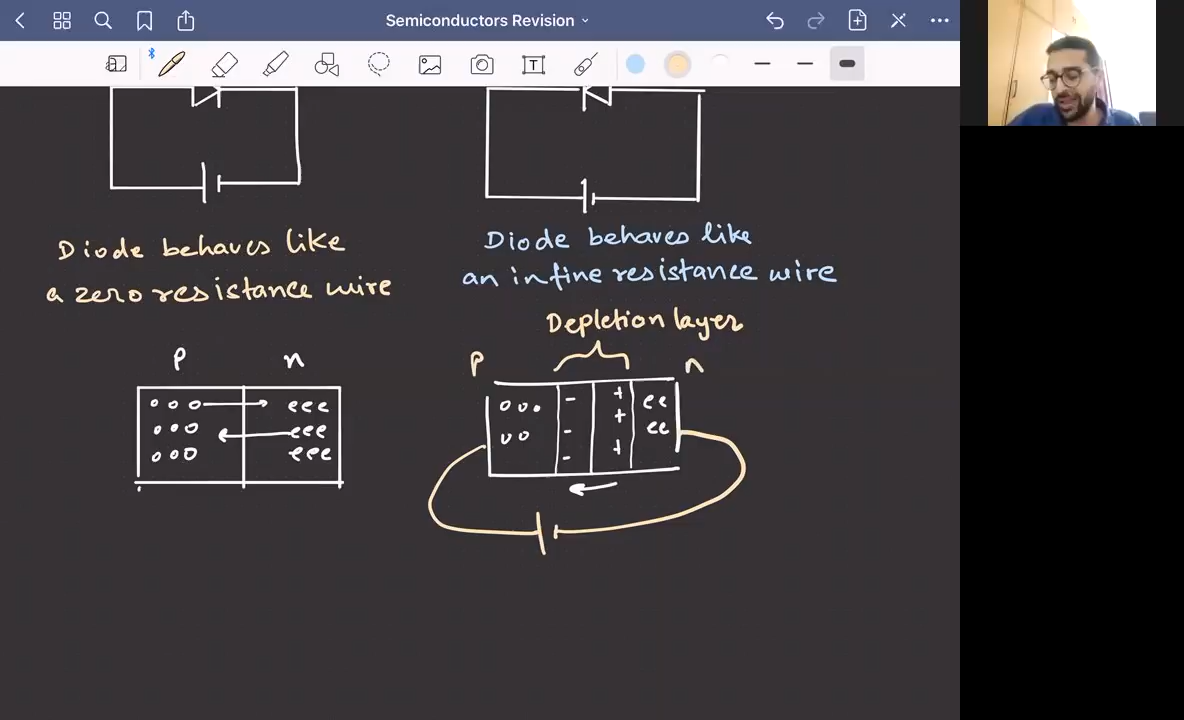 Semiconductors Revision
T
Diode behaves like
a zero resistance wire
Diode behaves like
an infine resistance wire
Depletion layer
P n
P n
o o o e e e
o o o e e e
o o o e e e
o o o - + e e
o o - + e e
- +